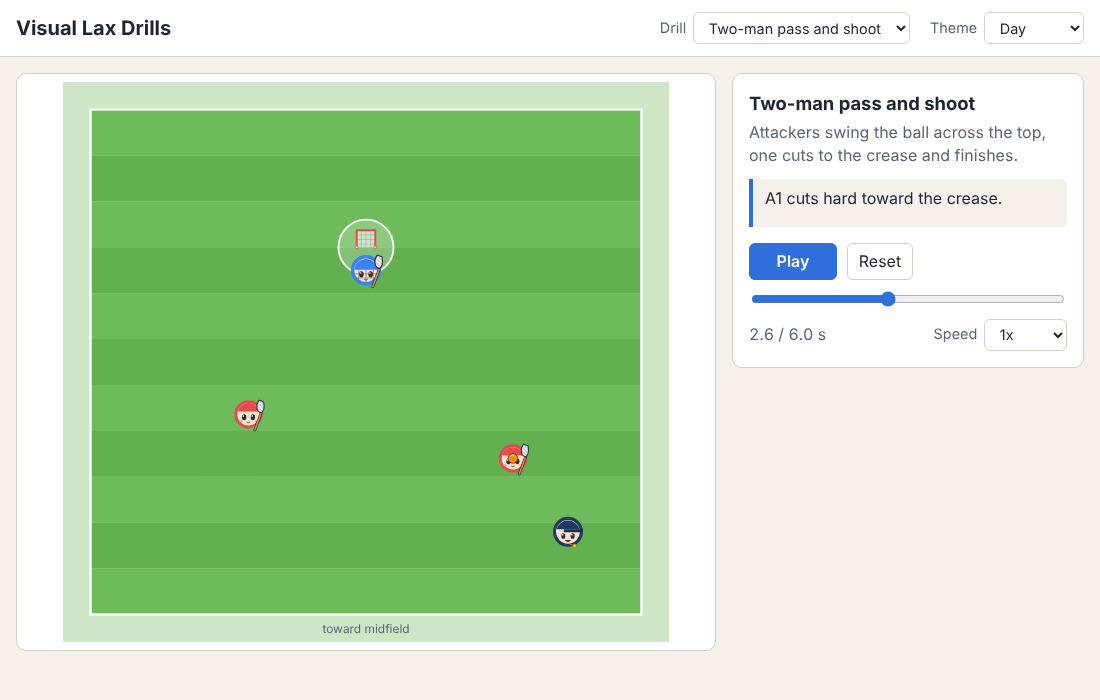 Visual Lax Drills
Drill
Two-man pass and shoot
Theme
Day
toward midfield
Two-man pass and shoot
Attackers swing the ball across the top,
one cuts to the crease and finishes.
A1 cuts hard toward the crease.
Play
Reset
2.6 / 6.0 s
Speed
1x